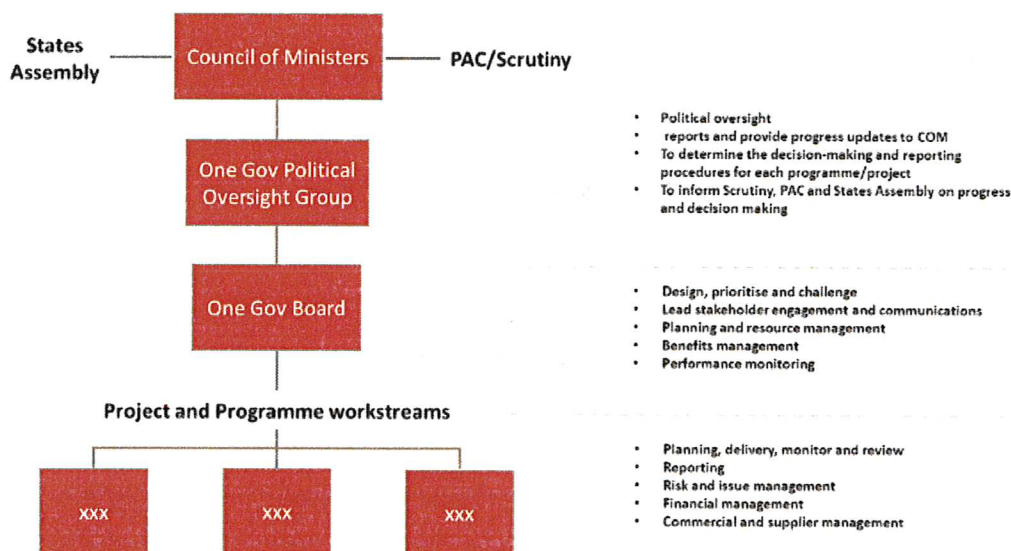 States
Assembly
Council of Ministers
PAC/Scrutiny
One Gov Political
Oversight Group
• Political oversight
• reports and provide progress updates to COM
• To determine the decision-making and reporting
procedures for each programme/project
• To inform Scrutiny, PAC and States Assembly on progress
and decision making
One Gov Board
• Design, prioritise and challenge
• Lead stakeholder engagement and communications
• Planning and resource management
• Benefits management
• Performance monitoring
Project and Programme workstreams
xxx
xxx
xxx
• Planning, delivery, monitor and review
• Reporting
• Risk and issue management
• Financial management
• Commercial and supplier management